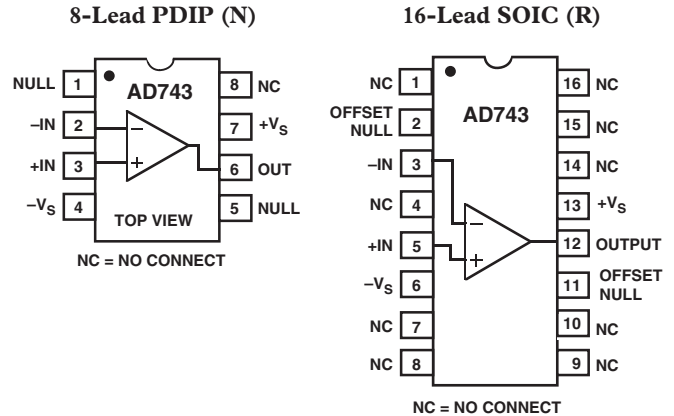 8-Lead PDIP (N)
NULL 1
AD743
8 NC
–IN 2
–
7 +VS
+IN 3
+
6 OUT
–VS 4
TOP VIEW
5 NULL
NC = NO CONNECT
16-Lead SOIC (R)
NC 1
AD743
16 NC
OFFSET
NULL 2
15 NC
–IN 3
14 NC
NC 4
–
13 +VS
+IN 5
+
12 OUTPUT
–VS 6
11 OFFSET
NULL
NC 7
10 NC
NC 8
9 NC
NC = NO CONNECT